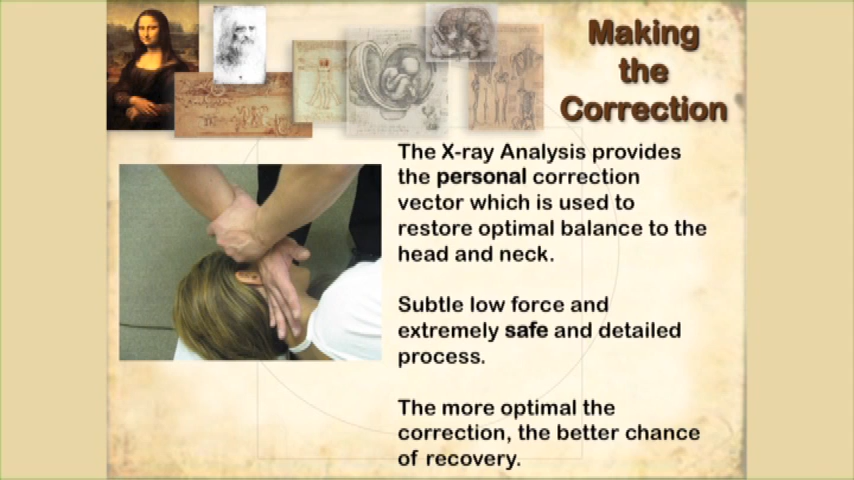 Making
the
Correction
The X-ray Analysis provides
the personal correction
vector which is used to
restore optimal balance to the
head and neck.
Subtle low force and
extremely safe and detailed
process.
The more optimal the
correction, the better chance
of recovery.